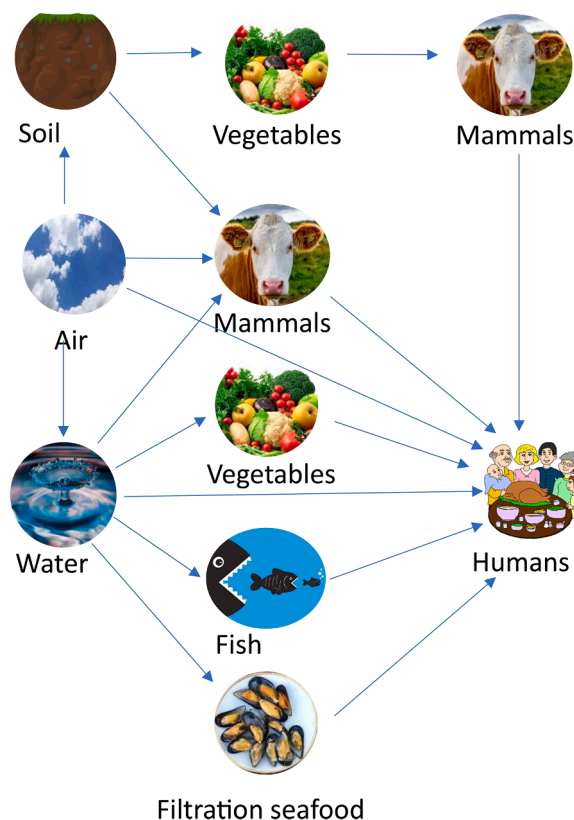 Soil
Vegetables
Mammals
Air
Mammals
Vegetables
Water
Humans
Fish
Filtration seafood